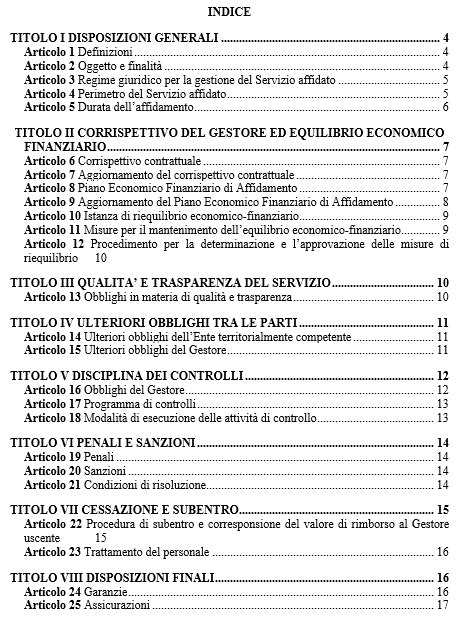 INDICE
TITOLO I DISPOSIZIONI GENERALI ........................................................................ 4
Articolo 1 Definizioni ..................................................................................................... 4
Articolo 2 Oggetto e finalità ........................................................................................... 4
Articolo 3 Regime giuridico per la gestione del Servizio affidato .................................. 5
Articolo 4 Perimetro del Servizio affidato ...................................................................... 5
Articolo 5 Durata dell'affidamento ................................................................................. 6
TITOLO II CORRISPETTIVO DEL GESTORE ED EQUILIBRIO ECONOMICO
FINANZIARIO ............................................................................................................... 7
Articolo 6 Corrispettivo contrattuale .............................................................................. 7
Articolo 7 Aggiornamento del corrispettivo contrattuale ............................................... 7
Articolo 8 Piano Economico Finanziario di Affidamento .............................................. 7
Articolo 9 Aggiornamento del Piano Economico Finanziario di Affidamento ............... 8
Articolo 10 Istanza di riequilibrio economico-finanziario .............................................. 9
Articolo 11 Misure per il mantenimento dell'equilibrio economico-finanziario ............. 9
Articolo 12 Procedimento per la determinazione e l'approvazione delle misure di
riequilibrio 10
TITOLO III QUALITA' E TRASPARENZA DEL SERVIZIO .................................. 10
Articolo 13 Obblighi in materia di qualità e trasparenza .............................................. 10
TITOLO IV ULTERIORI OBBLIGHI TRA LE PARTI ............................................. 11
Articolo 14 Ulteriori obblighi dell'Ente territorialmente competente ........................... 11
Articolo 15 Ulteriori obblighi del Gestore .................................................................... 11
TITOLO V DISCIPLINA DEI CONTROLLI ............................................................. 12
Articolo 16 Obblighi del Gestore .................................................................................. 12
Articolo 17 Programma di controlli .............................................................................. 13
Articolo 18 Modalità di esecuzione delle attività di controllo ...................................... 13
TITOLO VI PENALI E SANZIONI ............................................................................ 14
Articolo 19 Penali ......................................................................................................... 14
Articolo 20 Sanzioni ..................................................................................................... 14
Articolo 21 Condizioni di risoluzione ........................................................................... 14
TITOLO VII CESSAZIONE E SUBENTRO .............................................................. 15
Articolo 22 Procedura di subentro e corresponsione del valore di rimborso al Gestore
uscente 15
Articolo 23 Trattamento del personale ......................................................................... 16
TITOLO VIII DISPOSIZIONI FINALI ...................................................................... 16
Articolo 24 Garanzie ..................................................................................................... 16
Articolo 25 Assicurazioni ............................................................................................. 17